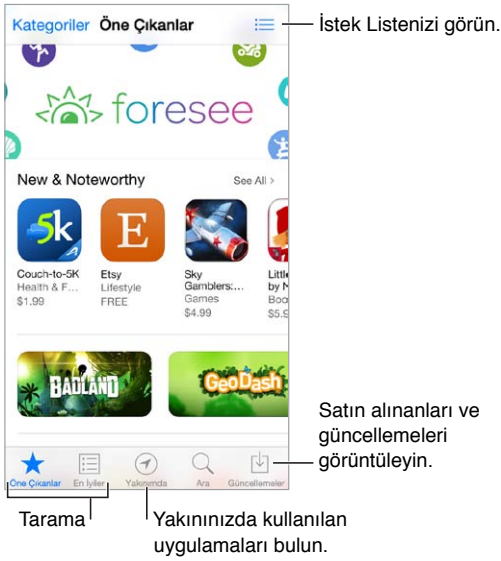 Kategoriler Öne Çıkanlar
İstek Listenizi görün.
foresee
New & Noteworthy See All >
5k
E
Couch-to-5K
Health & F...
$1.99
Etsy
Lifestyle
FREE
Sky
Gamblers:...
Games
$4.99
Little
by M
Boo
$5.9
BADLAND
GeoDash
Satın alınanları ve
güncellemeleri
görüntüleyin.
Öne Çıkanlar En İyiler Yakınımda Ara Güncellemeler
Tarama
Yakınınızda kullanılan
uygulamaları bulun.